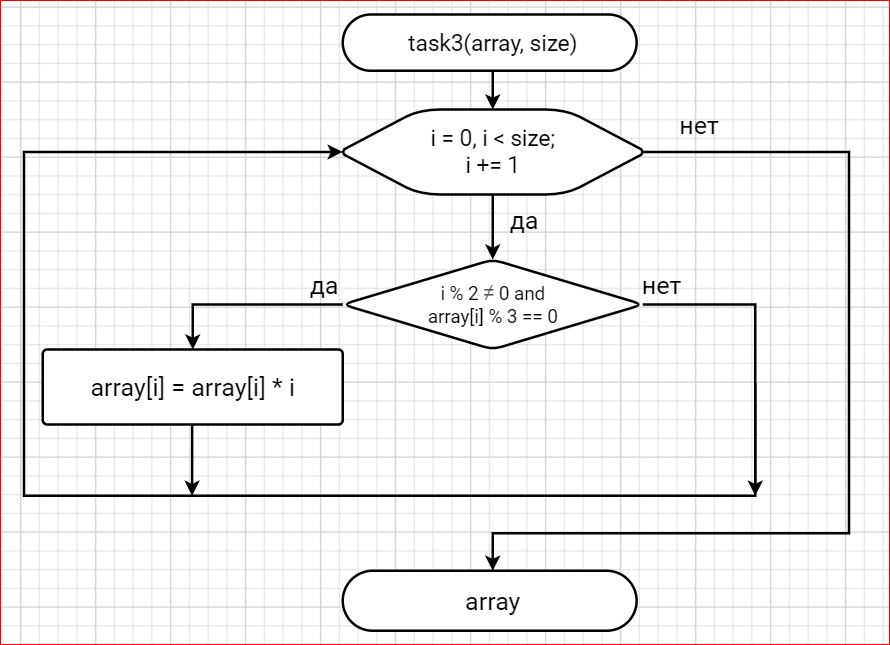 task3(array, size)
нет
i = 0, i < size;
i += 1
да
да
нет
i % 2 ≠ 0 and
array[i] % 3 == 0
array[i] = array[i] * i
array